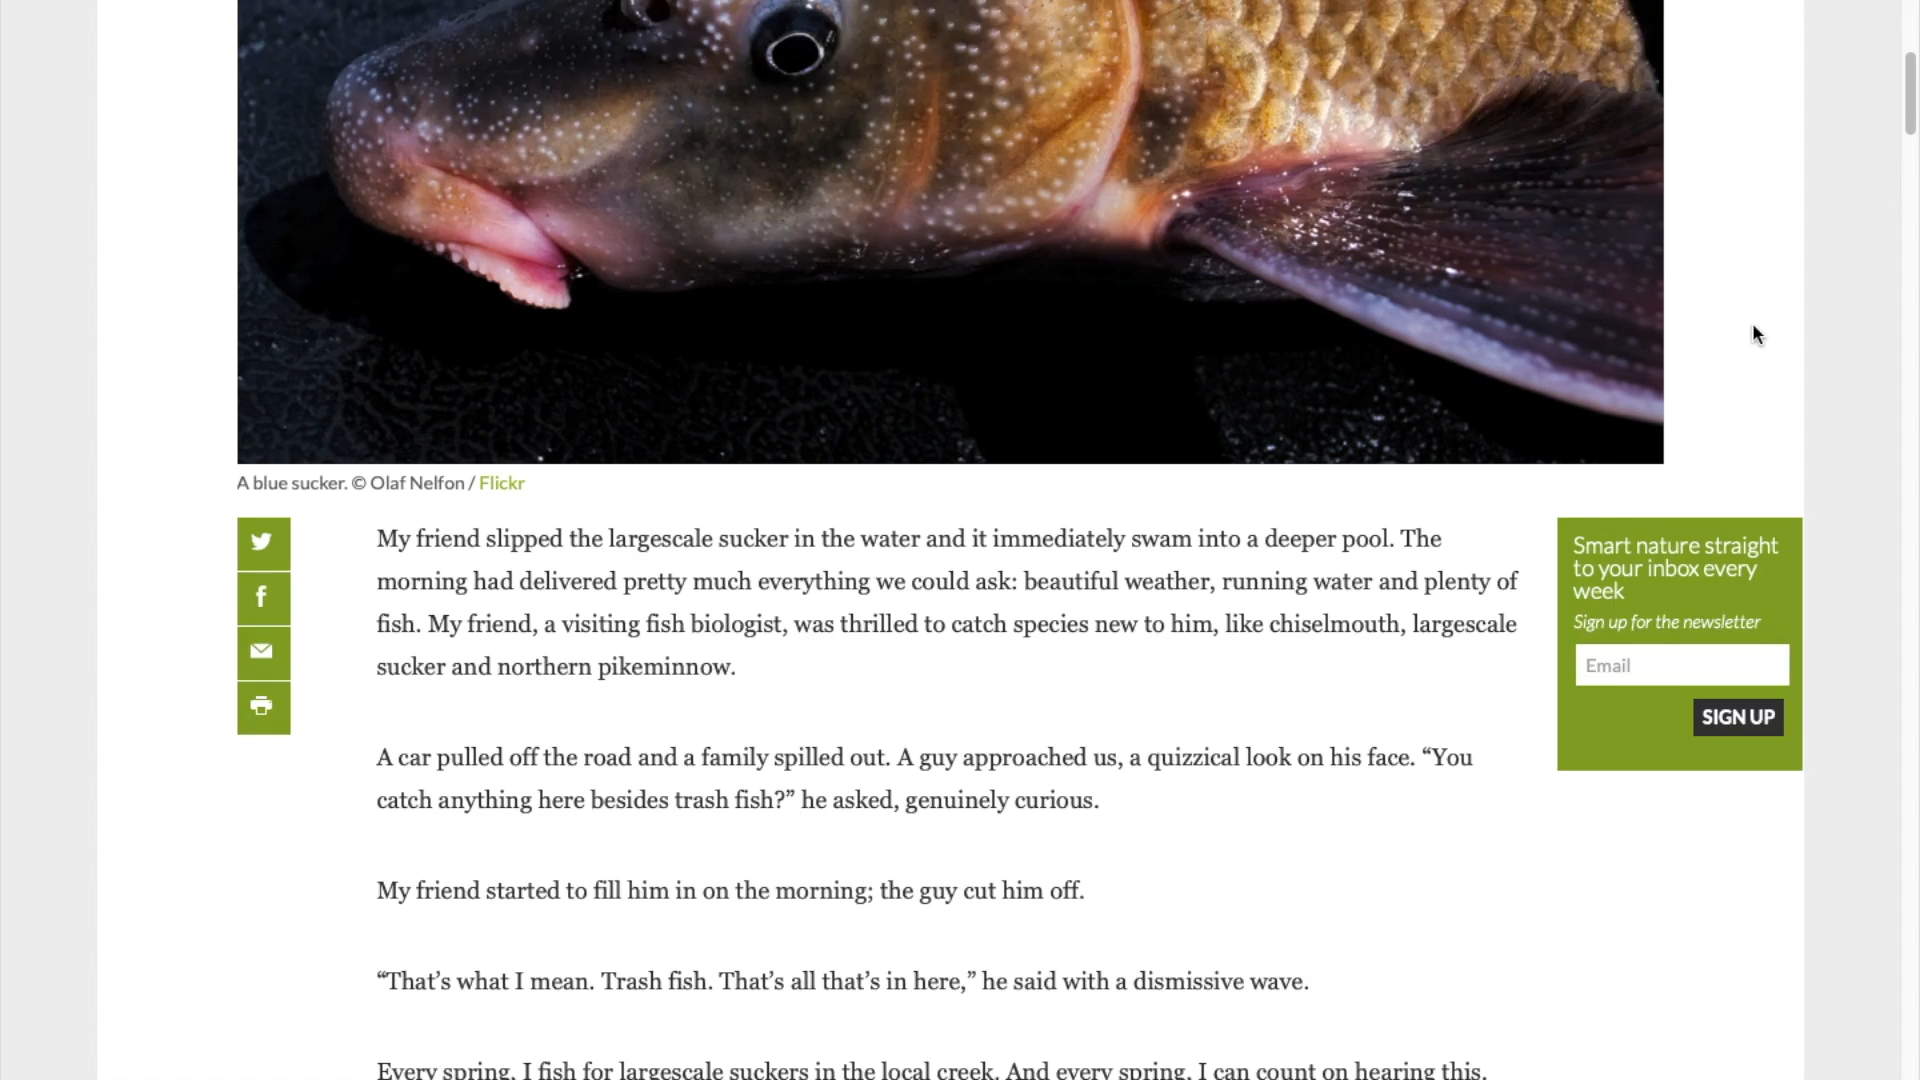 A blue sucker. © Olaf Nelfon / Flickr
My friend slipped the largescale sucker in the water and it immediately swam into a deeper pool. The
morning had delivered pretty much everything we could ask: beautiful weather, running water and plenty of
fish. My friend, a visiting fish biologist, was thrilled to catch species new to him, like chiselmouth, largescale
sucker and northern pikeminnow.
A car pulled off the road and a family spilled out. A guy approached us, a quizzical look on his face. “You
catch anything here besides trash fish?” he asked, genuinely curious.
My friend started to fill him in on the morning; the guy cut him off.
“That’s what I mean. Trash fish. That’s all that’s in here,” he said with a dismissive wave.
Every spring, I fish for largescale suckers in the local creek. And every spring, I can count on hearing this.
Smart nature straight
to your inbox every
week
Sign up for the newsletter
Email
SIGN UP